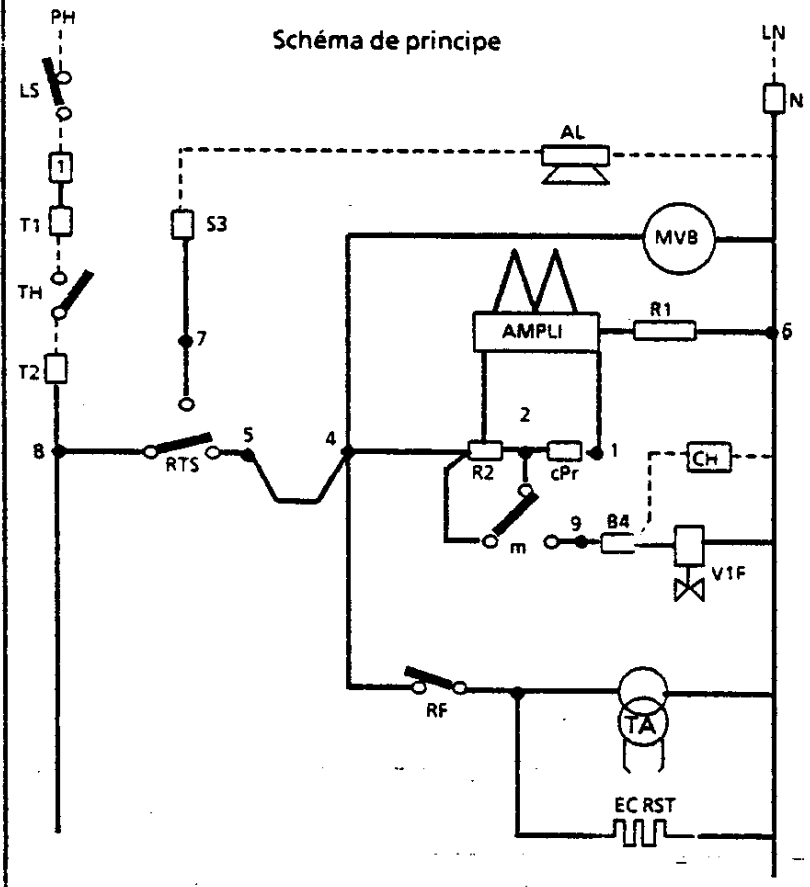 PH
Schéma de principe
LN
LS
N
AL
1
T1
S3
MVB
TH
R1
AMPLI
7
6
T2
2
8
5
4
1
RTS
R2
cPr
CH
9
B4
m
V1F
RF
TA
EC RST